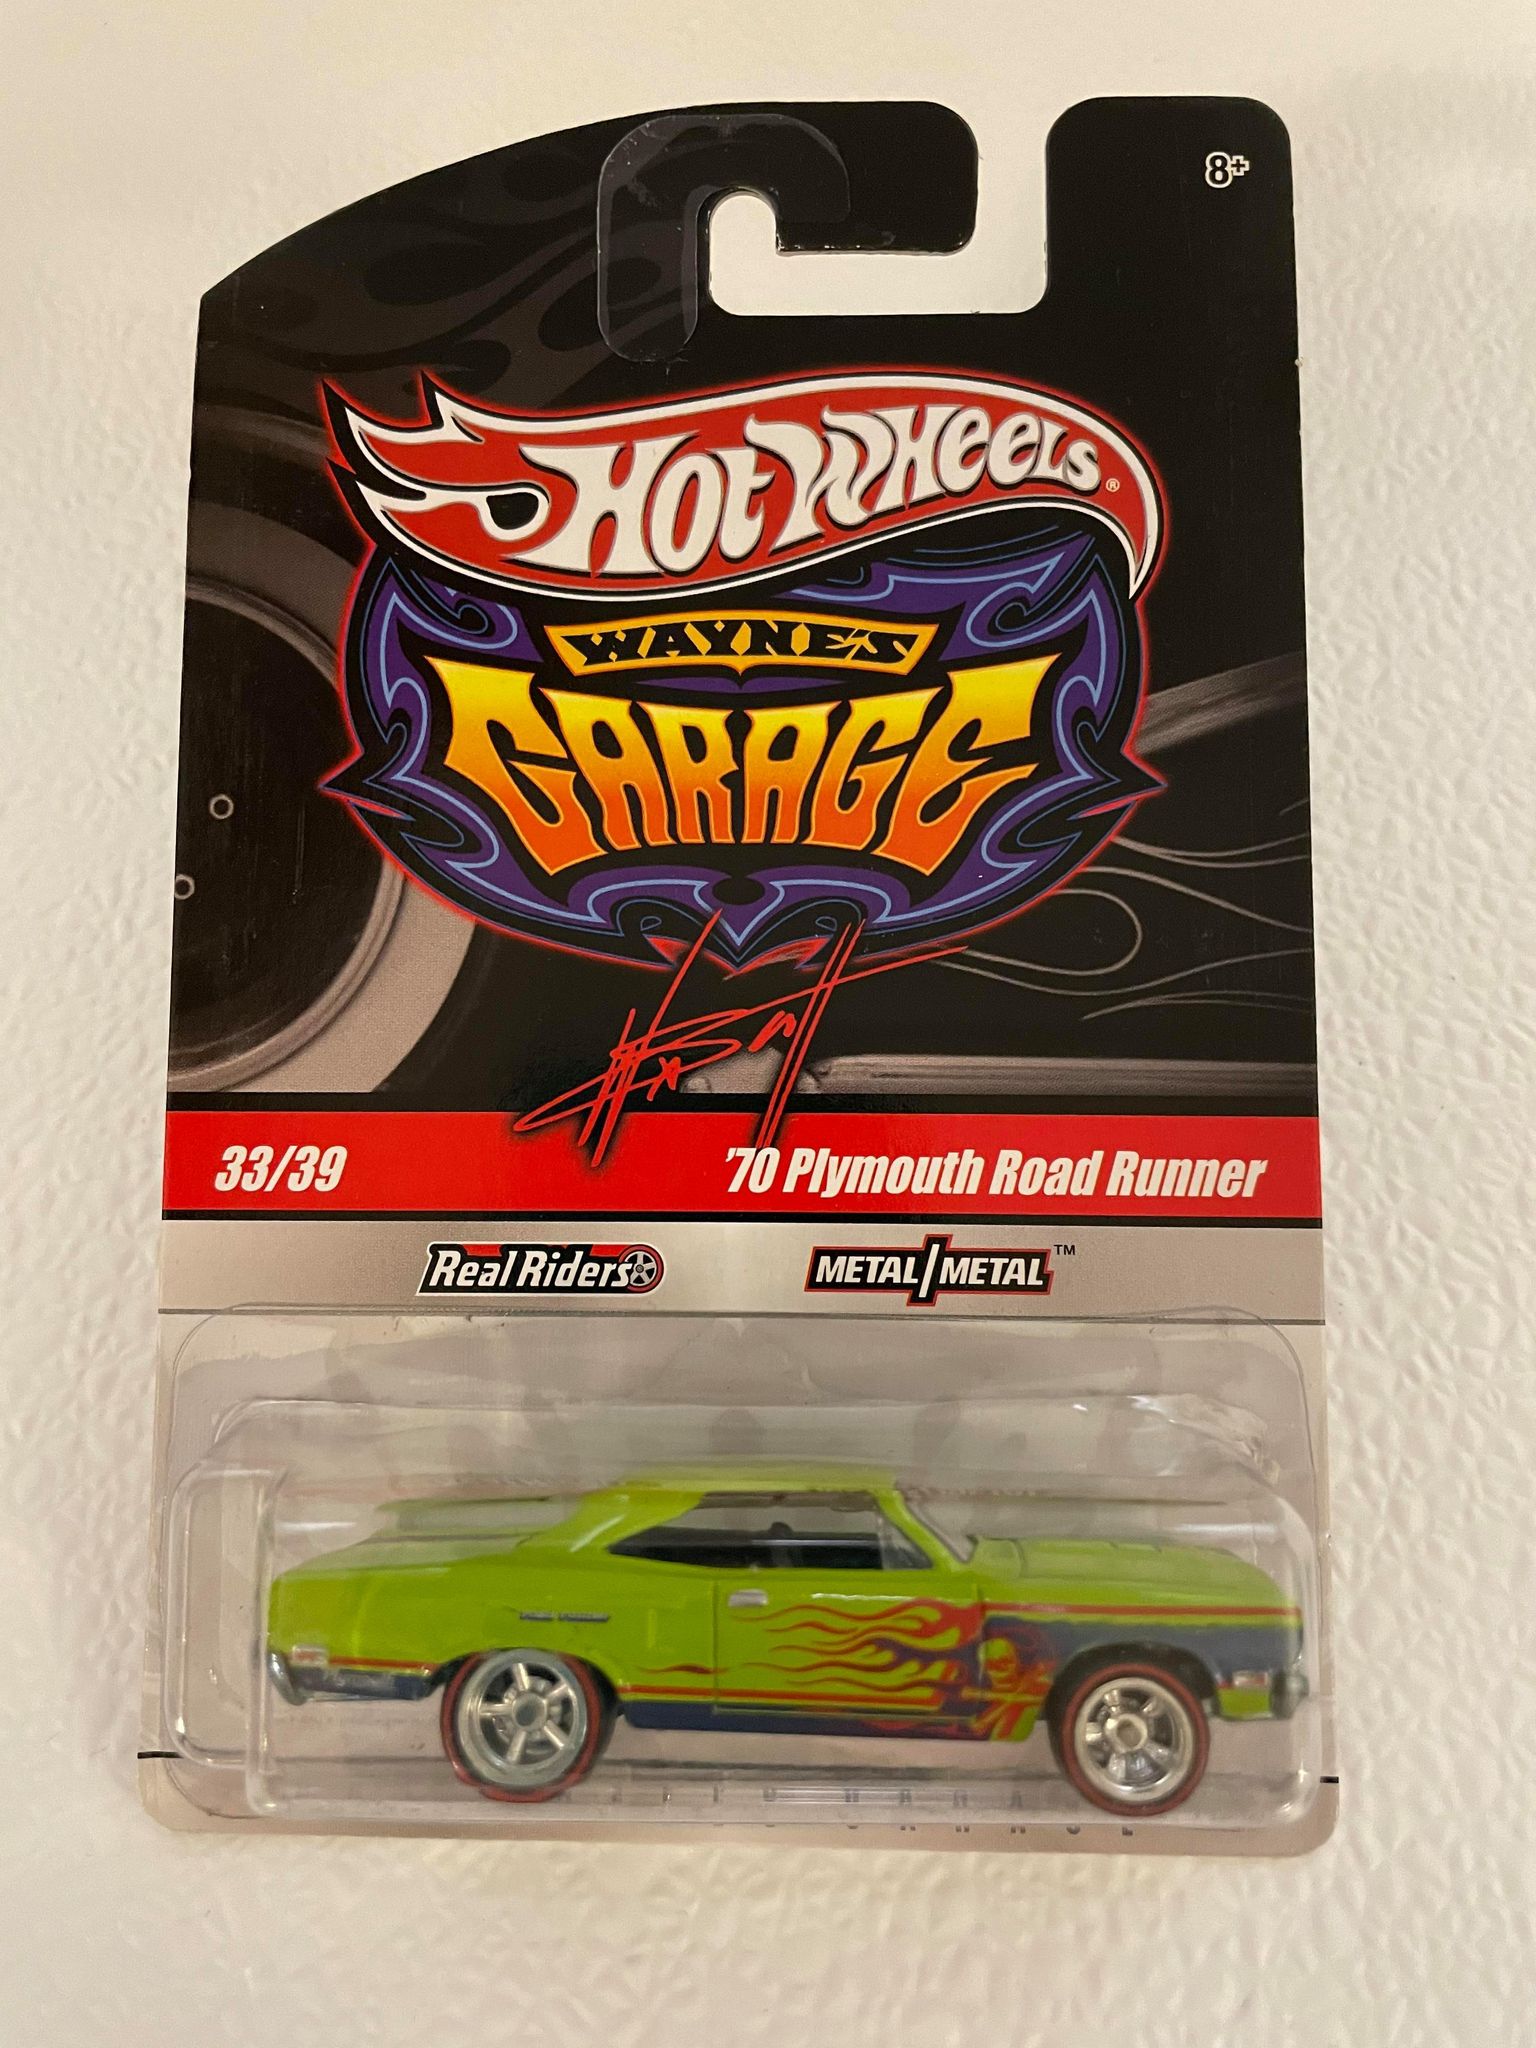 8+
Hot Wheels®
WAYNE'S
GARAGE
33/39
'70 Plymouth Road Runner
Real Riders
METAL/METAL™